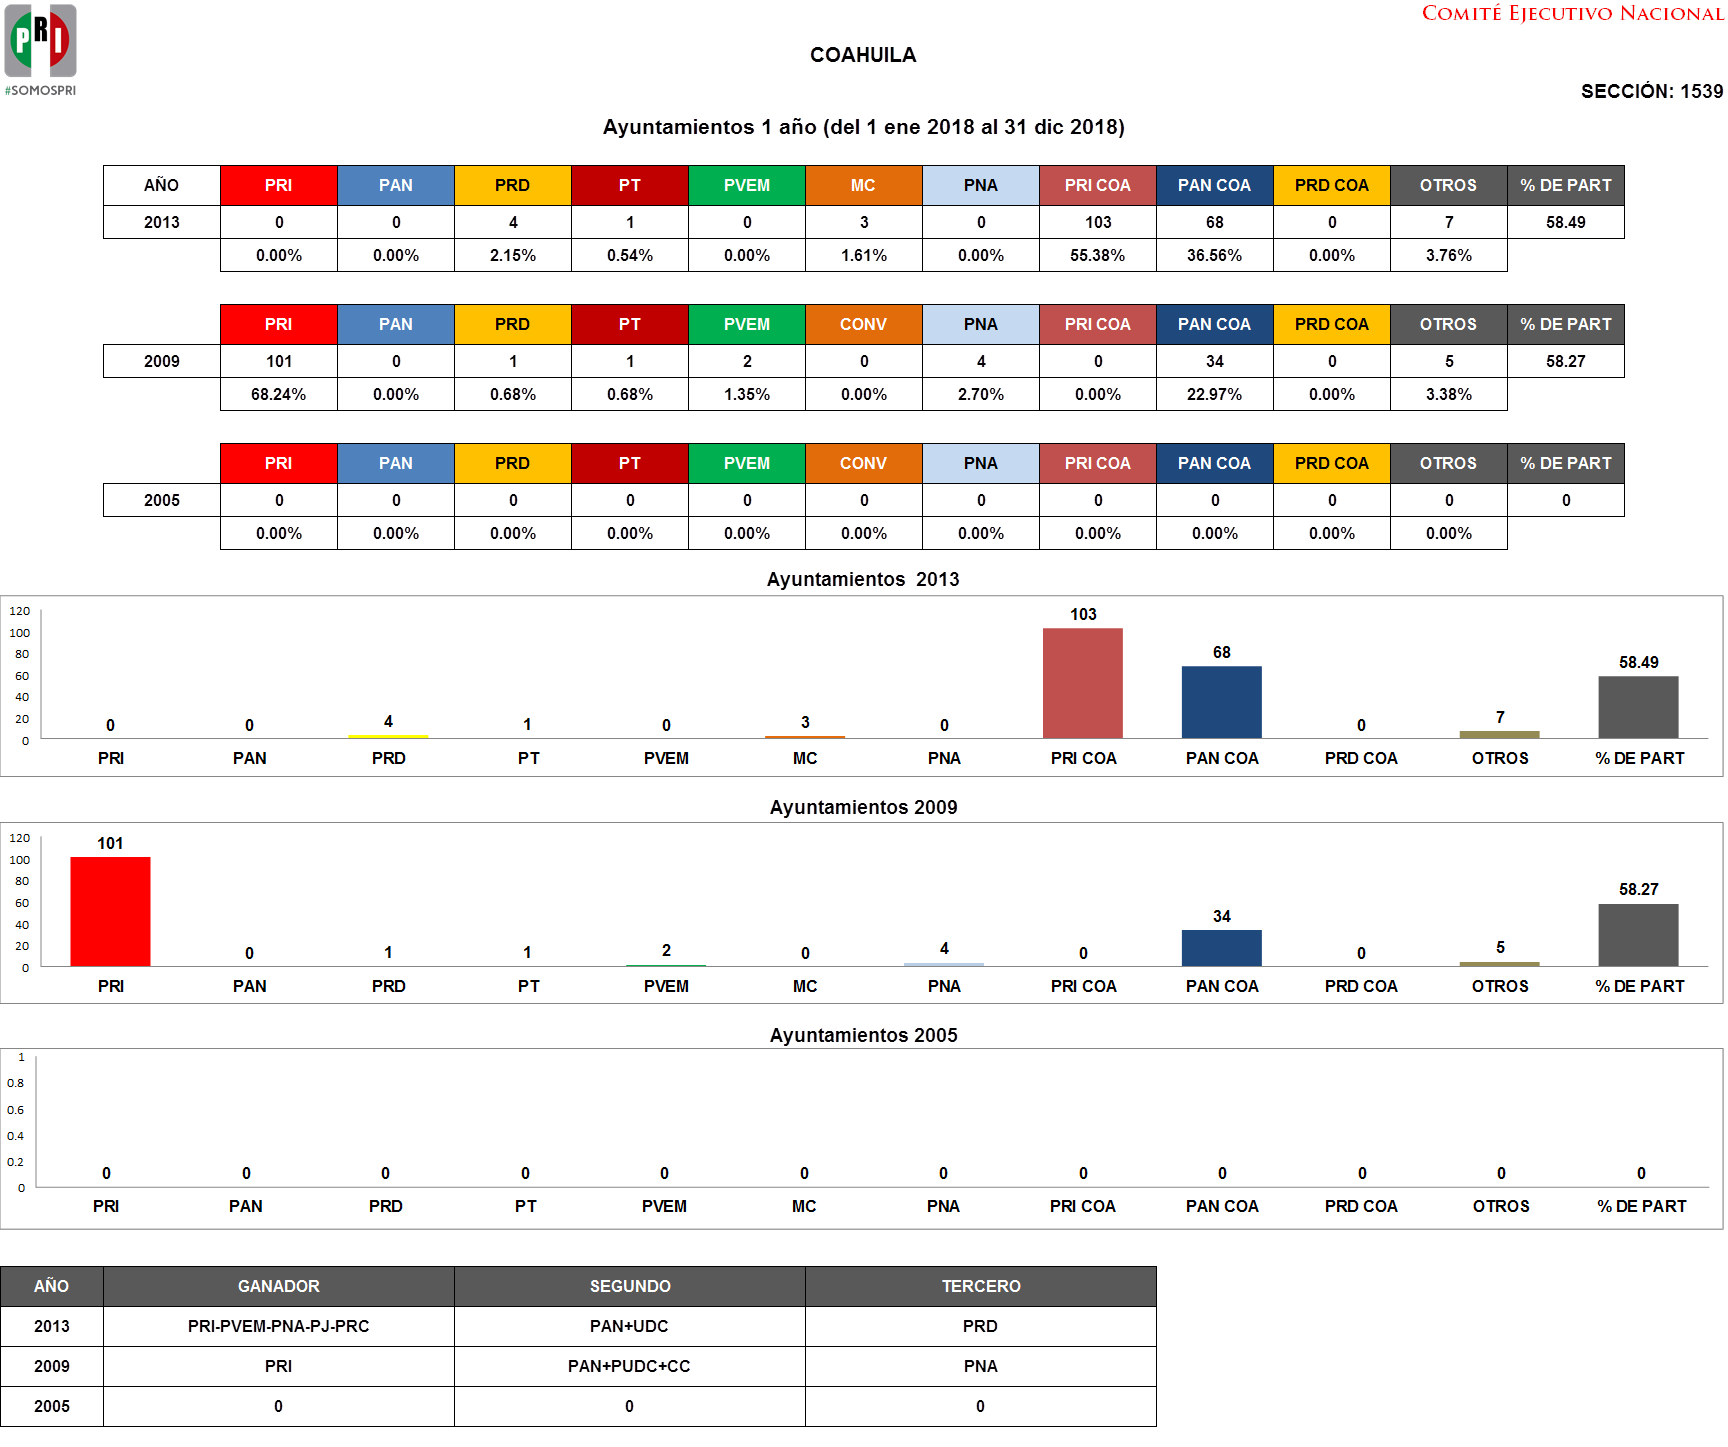 COMITÉ EJECUTIVO NACIONAL
PRI
#SOMOSPRI
COAHUILA
SECCIÓN: 1539
Ayuntamientos 1 año (del 1 ene 2018 al 31 dic 2018)
AÑO PRI PAN PRD PT PVEM MC PNA PRI COA PAN COA PRD COA OTROS % DE PART
2013 0 0 4 1 0 3 0 103 68 0 7 58.49
0.00% 0.00% 2.15% 0.54% 0.00% 1.61% 0.00% 55.38% 36.56% 0.00% 3.76%
PRI PAN PRD PT PVEM CONV PNA PRI COA PAN COA PRD COA OTROS % DE PART
2009 101 0 1 1 2 0 4 0 34 0 5 58.27
68.24% 0.00% 0.68% 0.68% 1.35% 0.00% 2.70% 0.00% 22.97% 0.00% 3.38%
PRI PAN PRD PT PVEM CONV PNA PRI COA PAN COA PRD COA OTROS % DE PART
2005 0 0 0 0 0 0 0 0 0 0 0 0
0.00% 0.00% 0.00% 0.00% 0.00% 0.00% 0.00% 0.00% 0.00% 0.00% 0.00%
Ayuntamientos 2013
120
100
80
60
40
20
0
0 0 4 1 0 3 0 103 68 0 7 58.49
PRI PAN PRD PT PVEM MC PNA PRI COA PAN COA PRD COA OTROS % DE PART
Ayuntamientos 2009
120
100
80
60
40
20
0
101 0 1 1 2 0 4 0 34 0 5 58.27
PRI PAN PRD PT PVEM MC PNA PRI COA PAN COA PRD COA OTROS % DE PART
Ayuntamientos 2005
1
0.8
0.6
0.4
0.2
0
0 0 0 0 0 0 0 0 0 0 0 0
PRI PAN PRD PT PVEM MC PNA PRI COA PAN COA PRD COA OTROS % DE PART
AÑO GANADOR SEGUNDO TERCERO
2013 PRI-PVEM-PNA-PJ-PRC PAN+UDC PRD
2009 PRI PAN+PUDC+CC PNA
2005 0 0 0